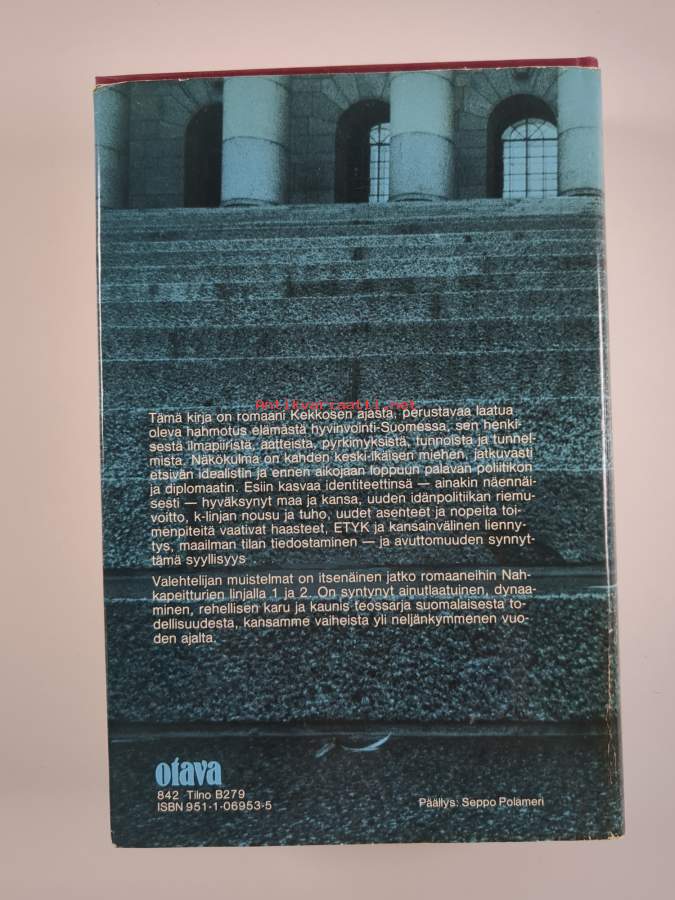 Antikvariaatti.net
Tämä kirja on romaani Kekkosen ajasta, perustavaa laatua
oleva hahmotus elämästä hyvinvointi-Suomessa, sen henki-
sestä ilmapiiristä, aatteista, pyrkimyksistä, tunnoista ja tunnel-
mista. Näkökulma on kahden keski-ikäisen miehen, jatkuvasti
etsivän idealistin ja ennen aikojaan loppuun palavan poliitikon
ja diplomaatin. Esiin kasvaa identiteettinsä — ainakin näennäi-
sesti — hyväksynyt maa ja kansa, uuden idänpolitiikan riemu-
voitto, k-linjan nousu ja tuho, uudet asenteet ja nopeita toi-
menpiteitä vaativat haasteet, ETYK ja kansainvälinen lienny-
tys, maailman tilan tiedostaminen — ja avuttomuuden synnyt-
tämä syyllisyys .
Valehtelijan muistelmat on itsenäinen jatko romaaneihin Nah-
kapeitturien linjalla 1 ja 2. On syntynyt ainutlaatuinen, dynaa-
minen, rehellisen karu ja kaunis teossarja suomalaisesta to-
dellisuudesta, kansamme vaiheista yli neljänkymmenen vuo-
den ajalta.
otava
842 Tilno B279
ISBN 951-1-06953-5
Päällys: Seppo Polameri